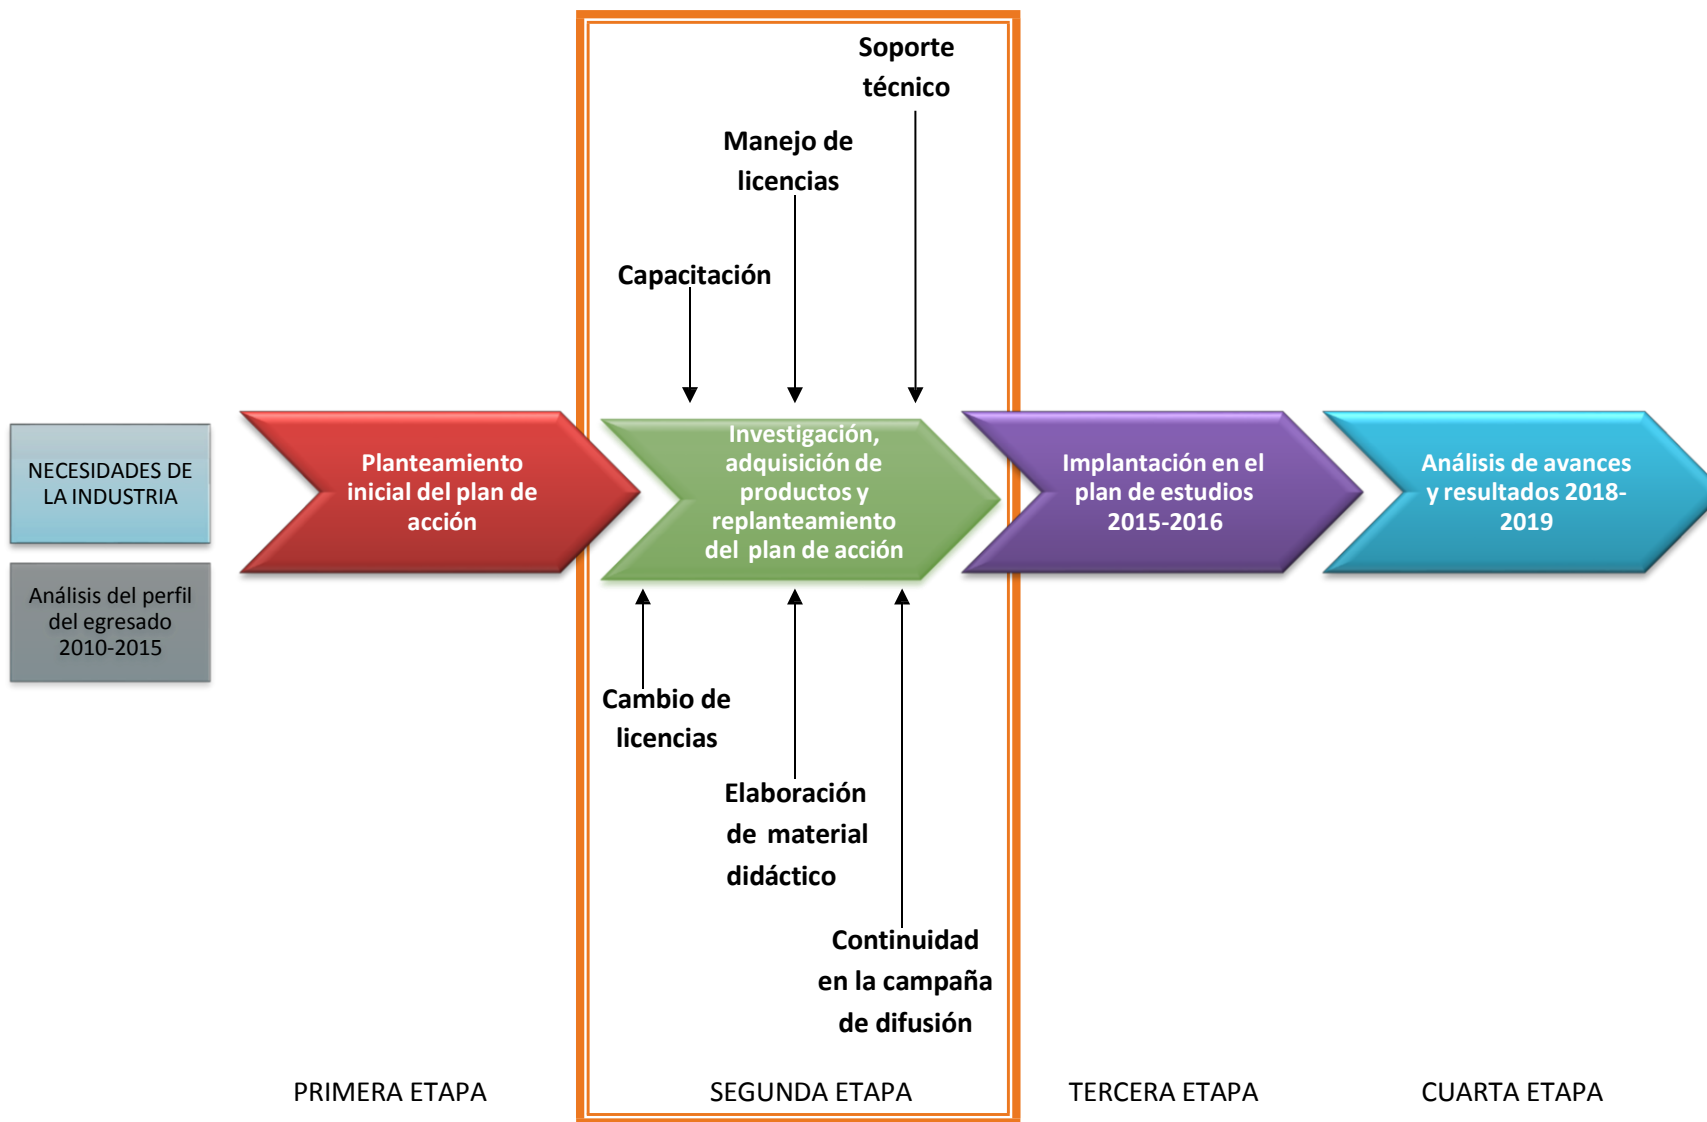 Soporte
técnico
Manejo de
licencias
Capacitación
NECESIDADES DE
LA INDUSTRIA
Análisis del perfil
del egresado
2010-2015
Planteamiento
inicial del plan de
acción
Investigación,
adquisición de
productos y
replanteamiento
del plan de acción
Implantación en el
plan de estudios
2015-2016
Análisis de avances
y resultados 2018-
2019
Cambio de
licencias
Elaboración
de material
didáctico
Continuidad
en la campaña
de difusión
PRIMERA ETAPA
SEGUNDA ETAPA
TERCERA ETAPA
CUARTA ETAPA